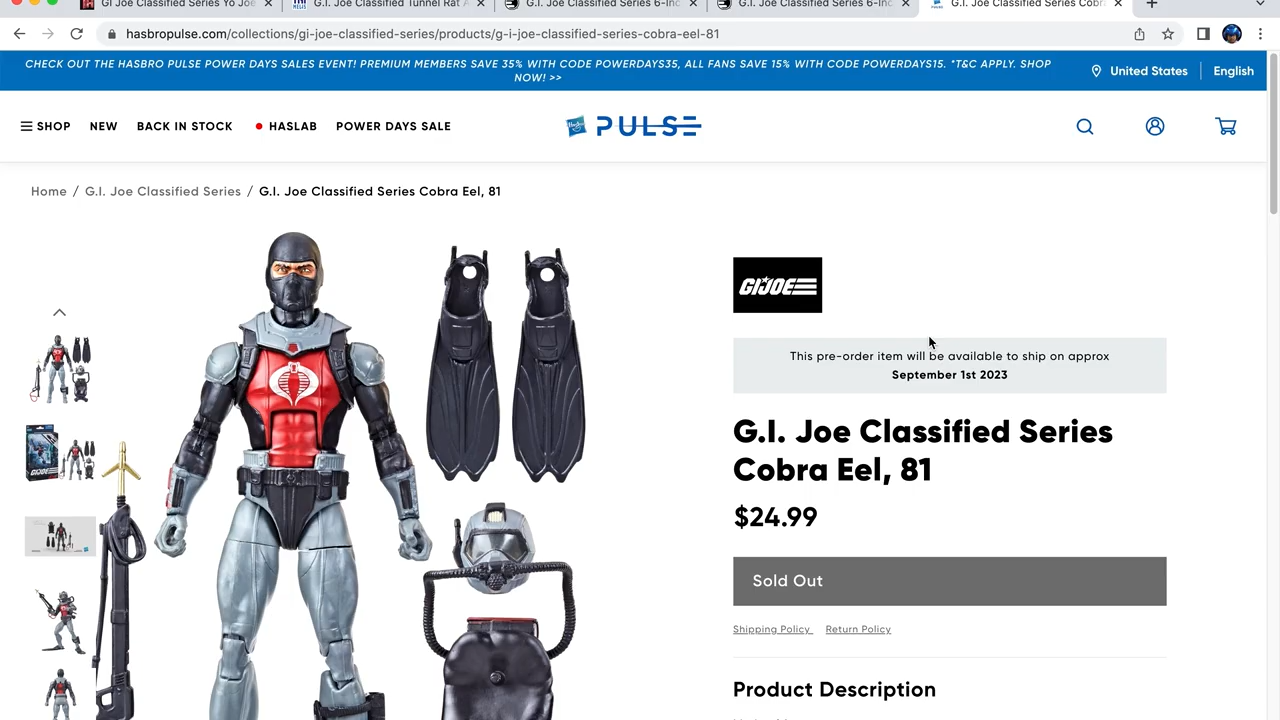 GI Joe Classified Series Yo Joe
G.I. Joe Classified Tunnel Rat A
G.I. Joe Classified Series 6-Inc
G.I. Joe Classified Series 6-Inc
G.I. Joe Classified Series Cobra
hasbropulse.com/collections/gi-joe-classified-series/products/g-i-joe-classified-series-cobra-eel-81
CHECK OUT THE HASBRO PULSE POWER DAYS SALES EVENT! PREMIUM MEMBERS SAVE 35% WITH CODE POWERDAYS35, ALL FANS SAVE 15% WITH CODE POWERDAYS15. *T&C APPLY. SHOP
NOW! >>
United States
English
SHOP
NEW
BACK IN STOCK
HASLAB
POWER DAYS SALE
Hasbro PULSE
Home / G.I. Joe Classified Series / G.I. Joe Classified Series Cobra Eel, 81
GIJOE
This pre-order item will be available to ship on approx
September 1st 2023
G.I. Joe Classified Series
Cobra Eel, 81
$24.99
Sold Out
Shipping Policy
Return Policy
Product Description